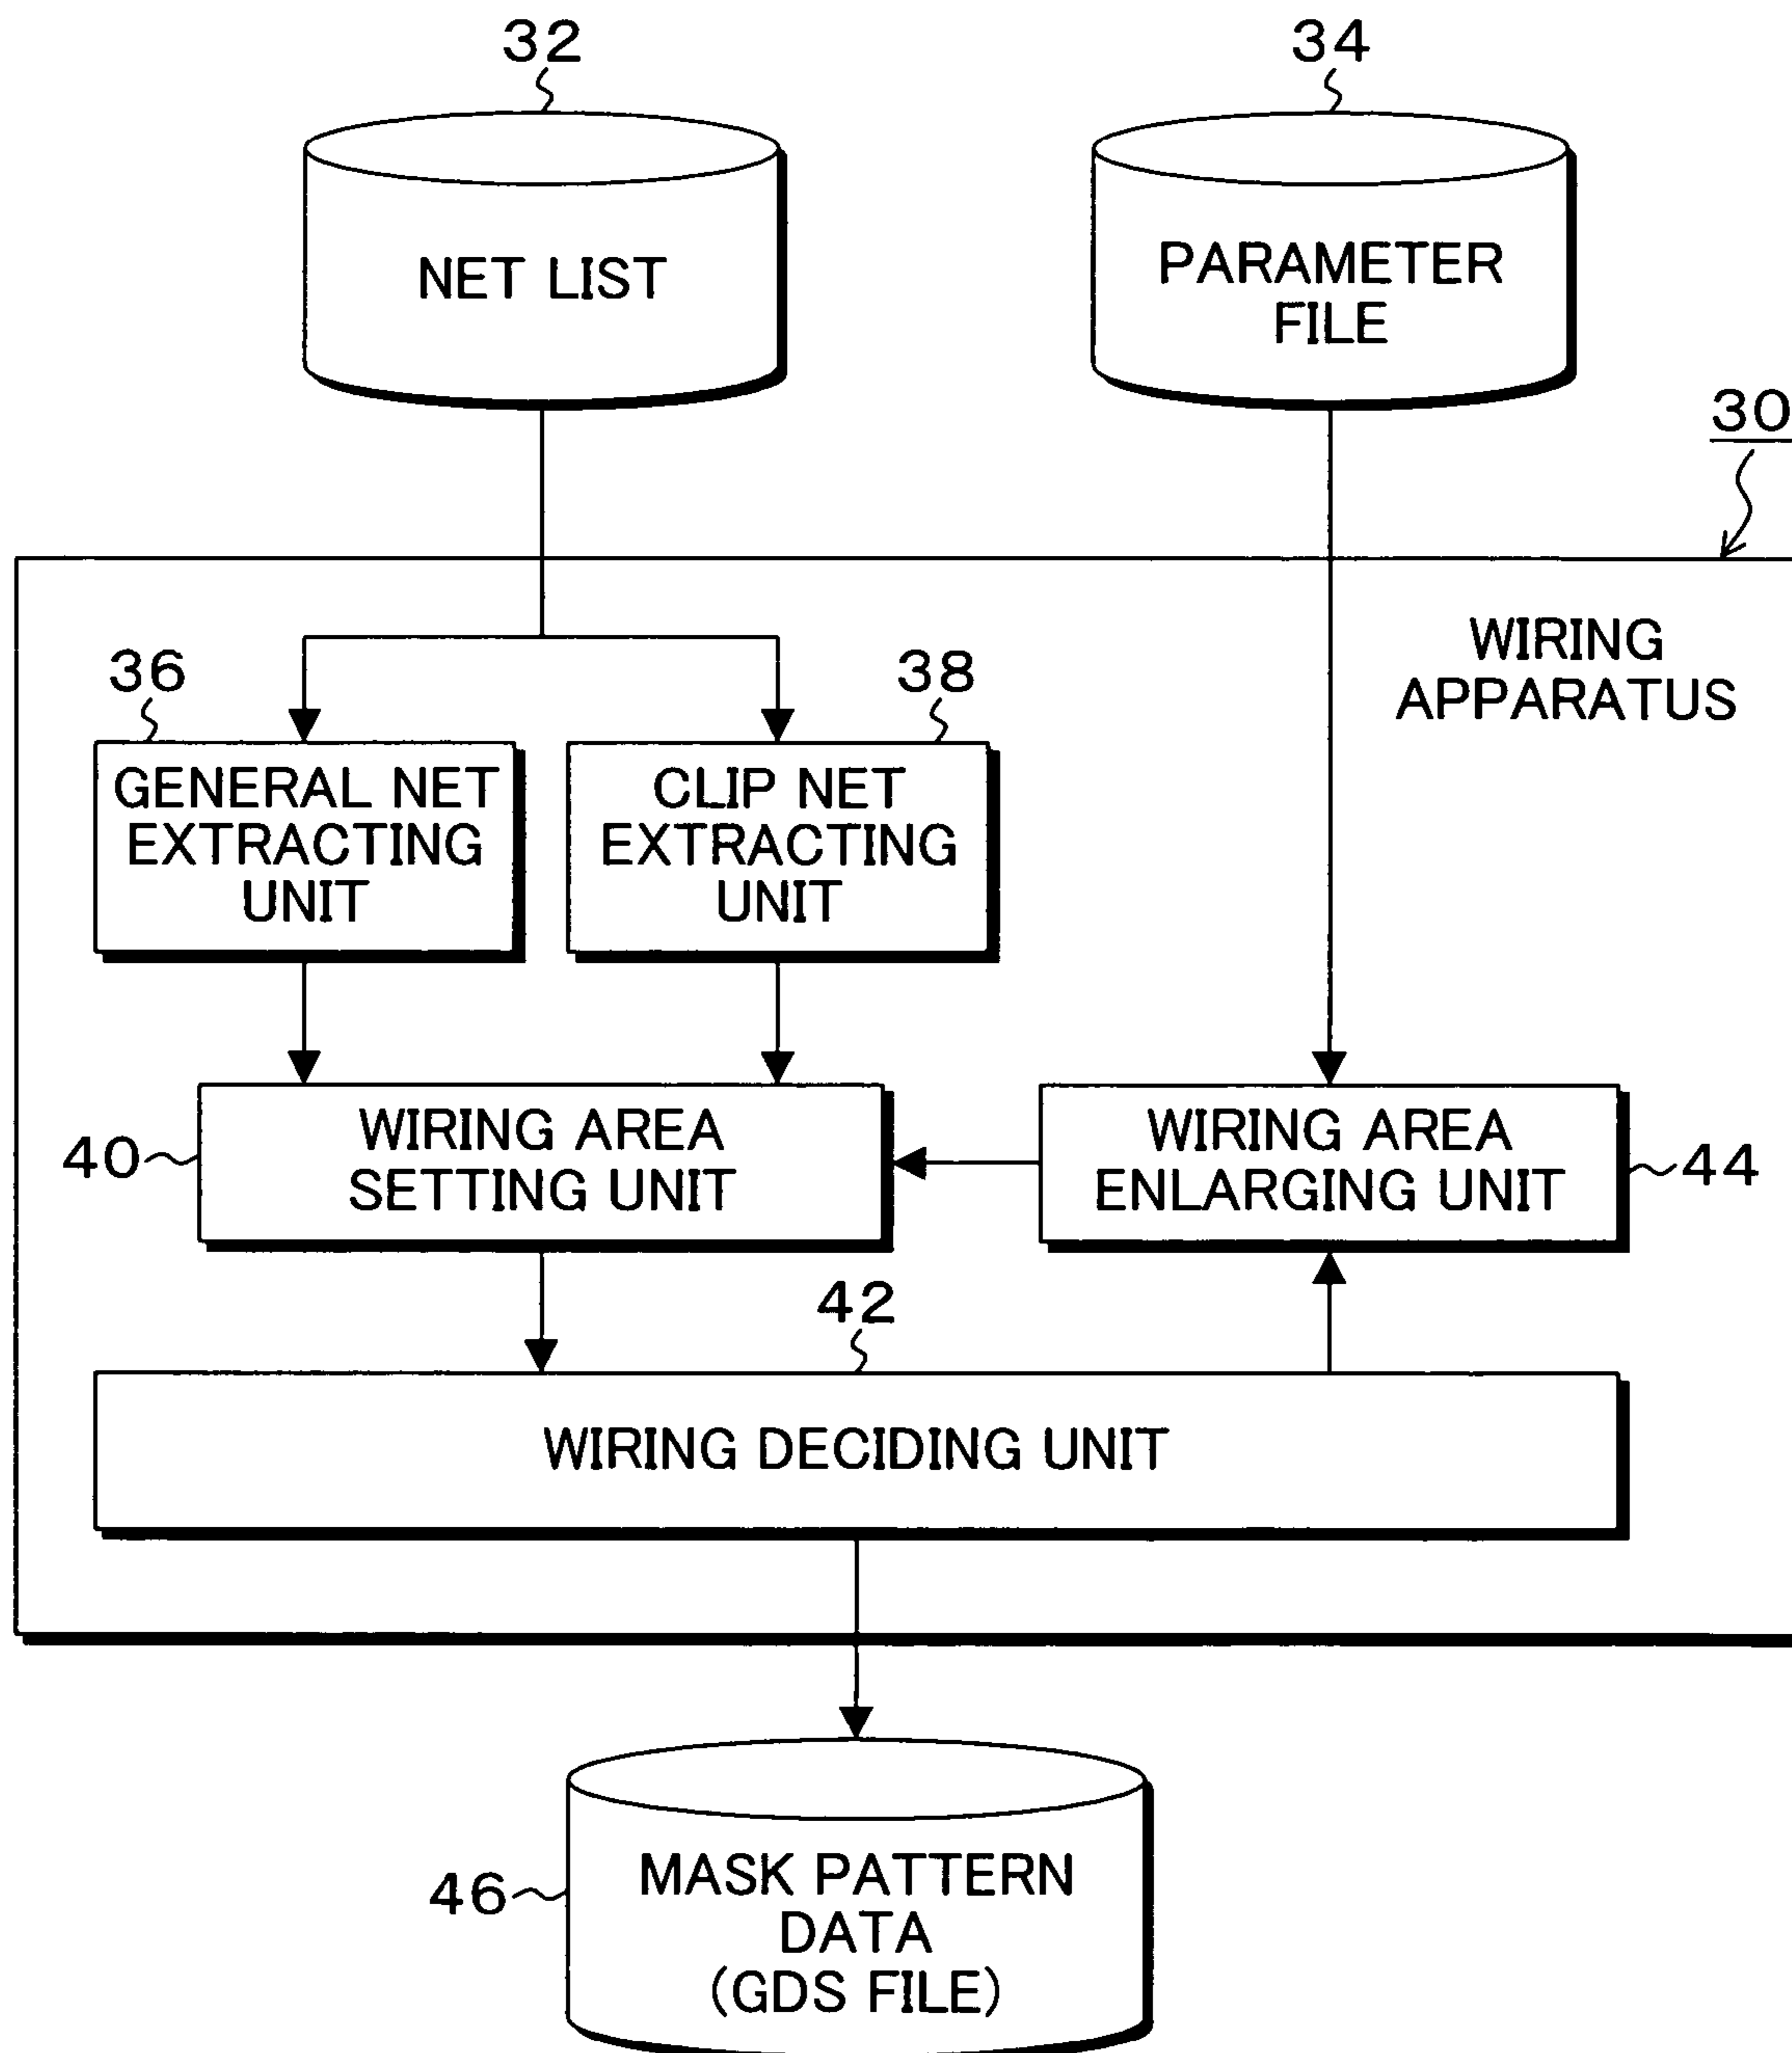 32
34
NET LIST
PARAMETER
FILE
30
WIRING
APPARATUS
36
38
GENERAL NET
EXTRACTING
UNIT
CLIP NET
EXTRACTING
UNIT
40
WIRING AREA
SETTING UNIT
WIRING AREA
ENLARGING UNIT
44
42
WIRING DECIDING UNIT
46
MASK PATTERN
DATA
(GDS FILE)